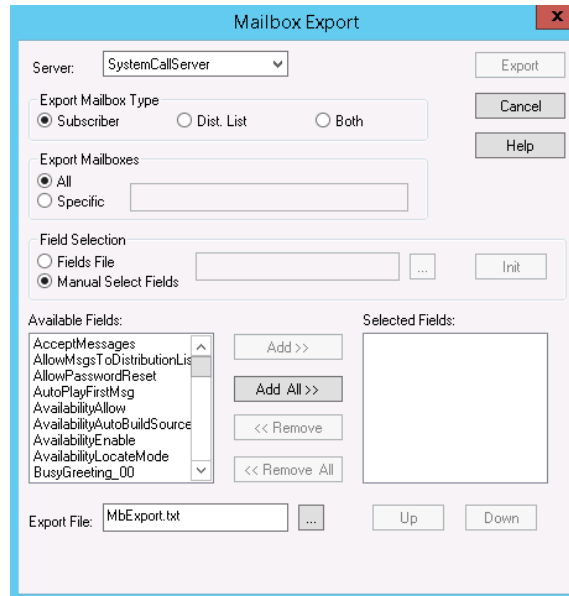 Mailbox Export
x
Server: SystemCallServer
Export
Export Mailbox Type
Subscriber Dist. List Both
Cancel
Help
Export Mailboxes
All
Specific
Field Selection
Fields File
... Init
Manual Select Fields
Available Fields:
Selected Fields:
AcceptMessages
AllowMsgsToDistributionLis
AllowPasswordReset
AutoPlayFirstMsg
AvailabilityAllow
AvailabilityAutoBuildSource
AvailabilityEnable
AvailabilityLocateMode
BusyGreeting_00
Add >>
Add All >>
<< Remove
<< Remove All
Export File: MbExport.txt ...
Up Down